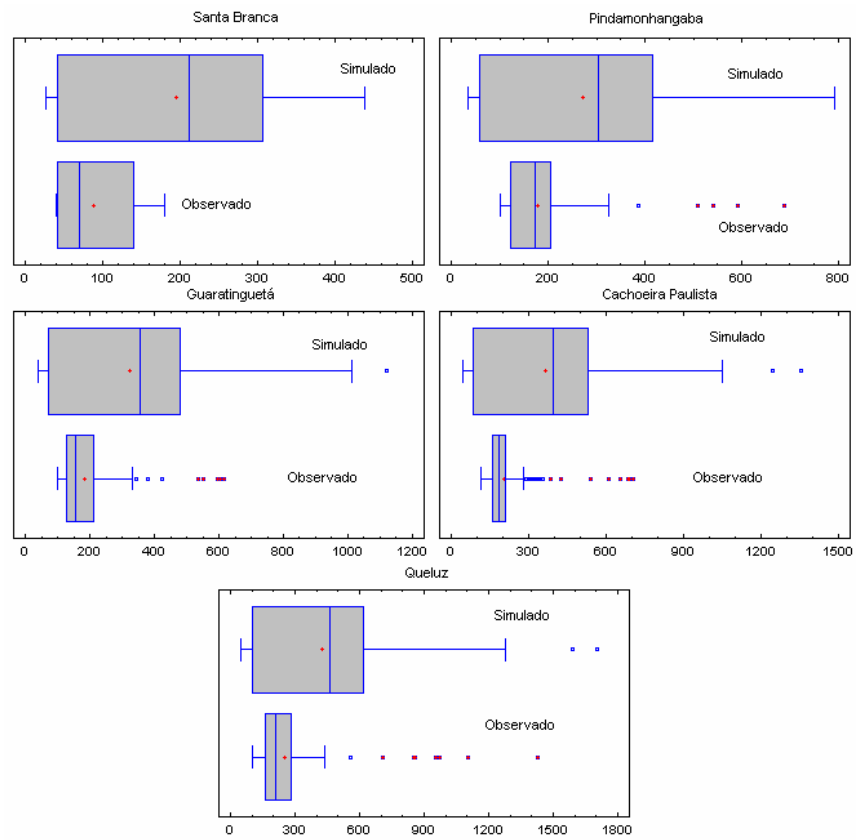 Santa Branca
Simulado
Observado
0 100 200 300 400 500
Pindamonhangaba
Simulado
Observado
0 200 400 600 800
Guaratinguetá
Simulado
Observado
0 200 400 600 800 1000 1200
Cachoeira Paulista
Simulado
Observado
0 300 600 900 1200 1500
Queluz
Simulado
Observado
0 300 600 900 1200 1500 1800